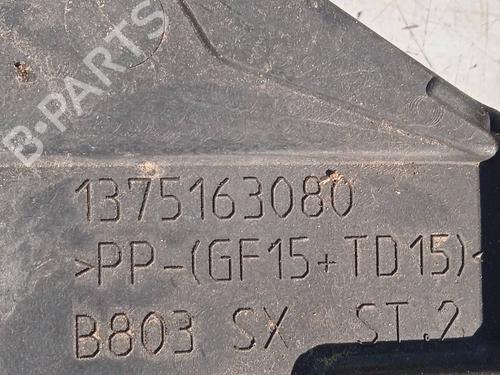 B-PARTS
1375163080
>PP-(GF15+TD15)<
B803 SX ST.2